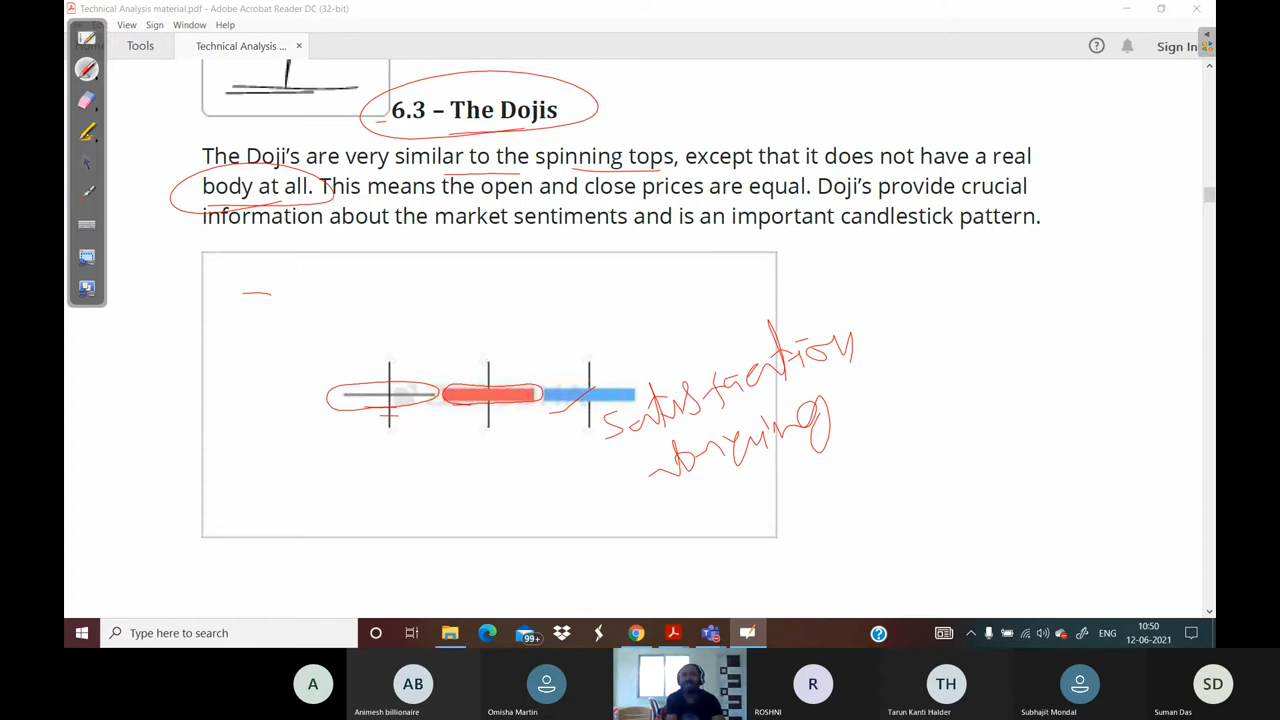 Technical Analysis material.pdf - Adobe Acrobat Reader DC (32-bit)
View Sign Window Help
Home Tools Technical Analysis ... × Sign In
6.3 – The Dojis
The Doji's are very similar to the spinning tops, except that it does not have a real
body at all. This means the open and close prices are equal. Doji's provide crucial
information about the market sentiments and is an important candlestick pattern.
Satisfaction
Type here to search
99+
ENG
10:50
12-06-2021
A
AB
R
TH
SD
Animesh billionaire
Omisha Martin
ROSHNI
Tarun Kanti Halder
Subhajit Mondal
Suman Das